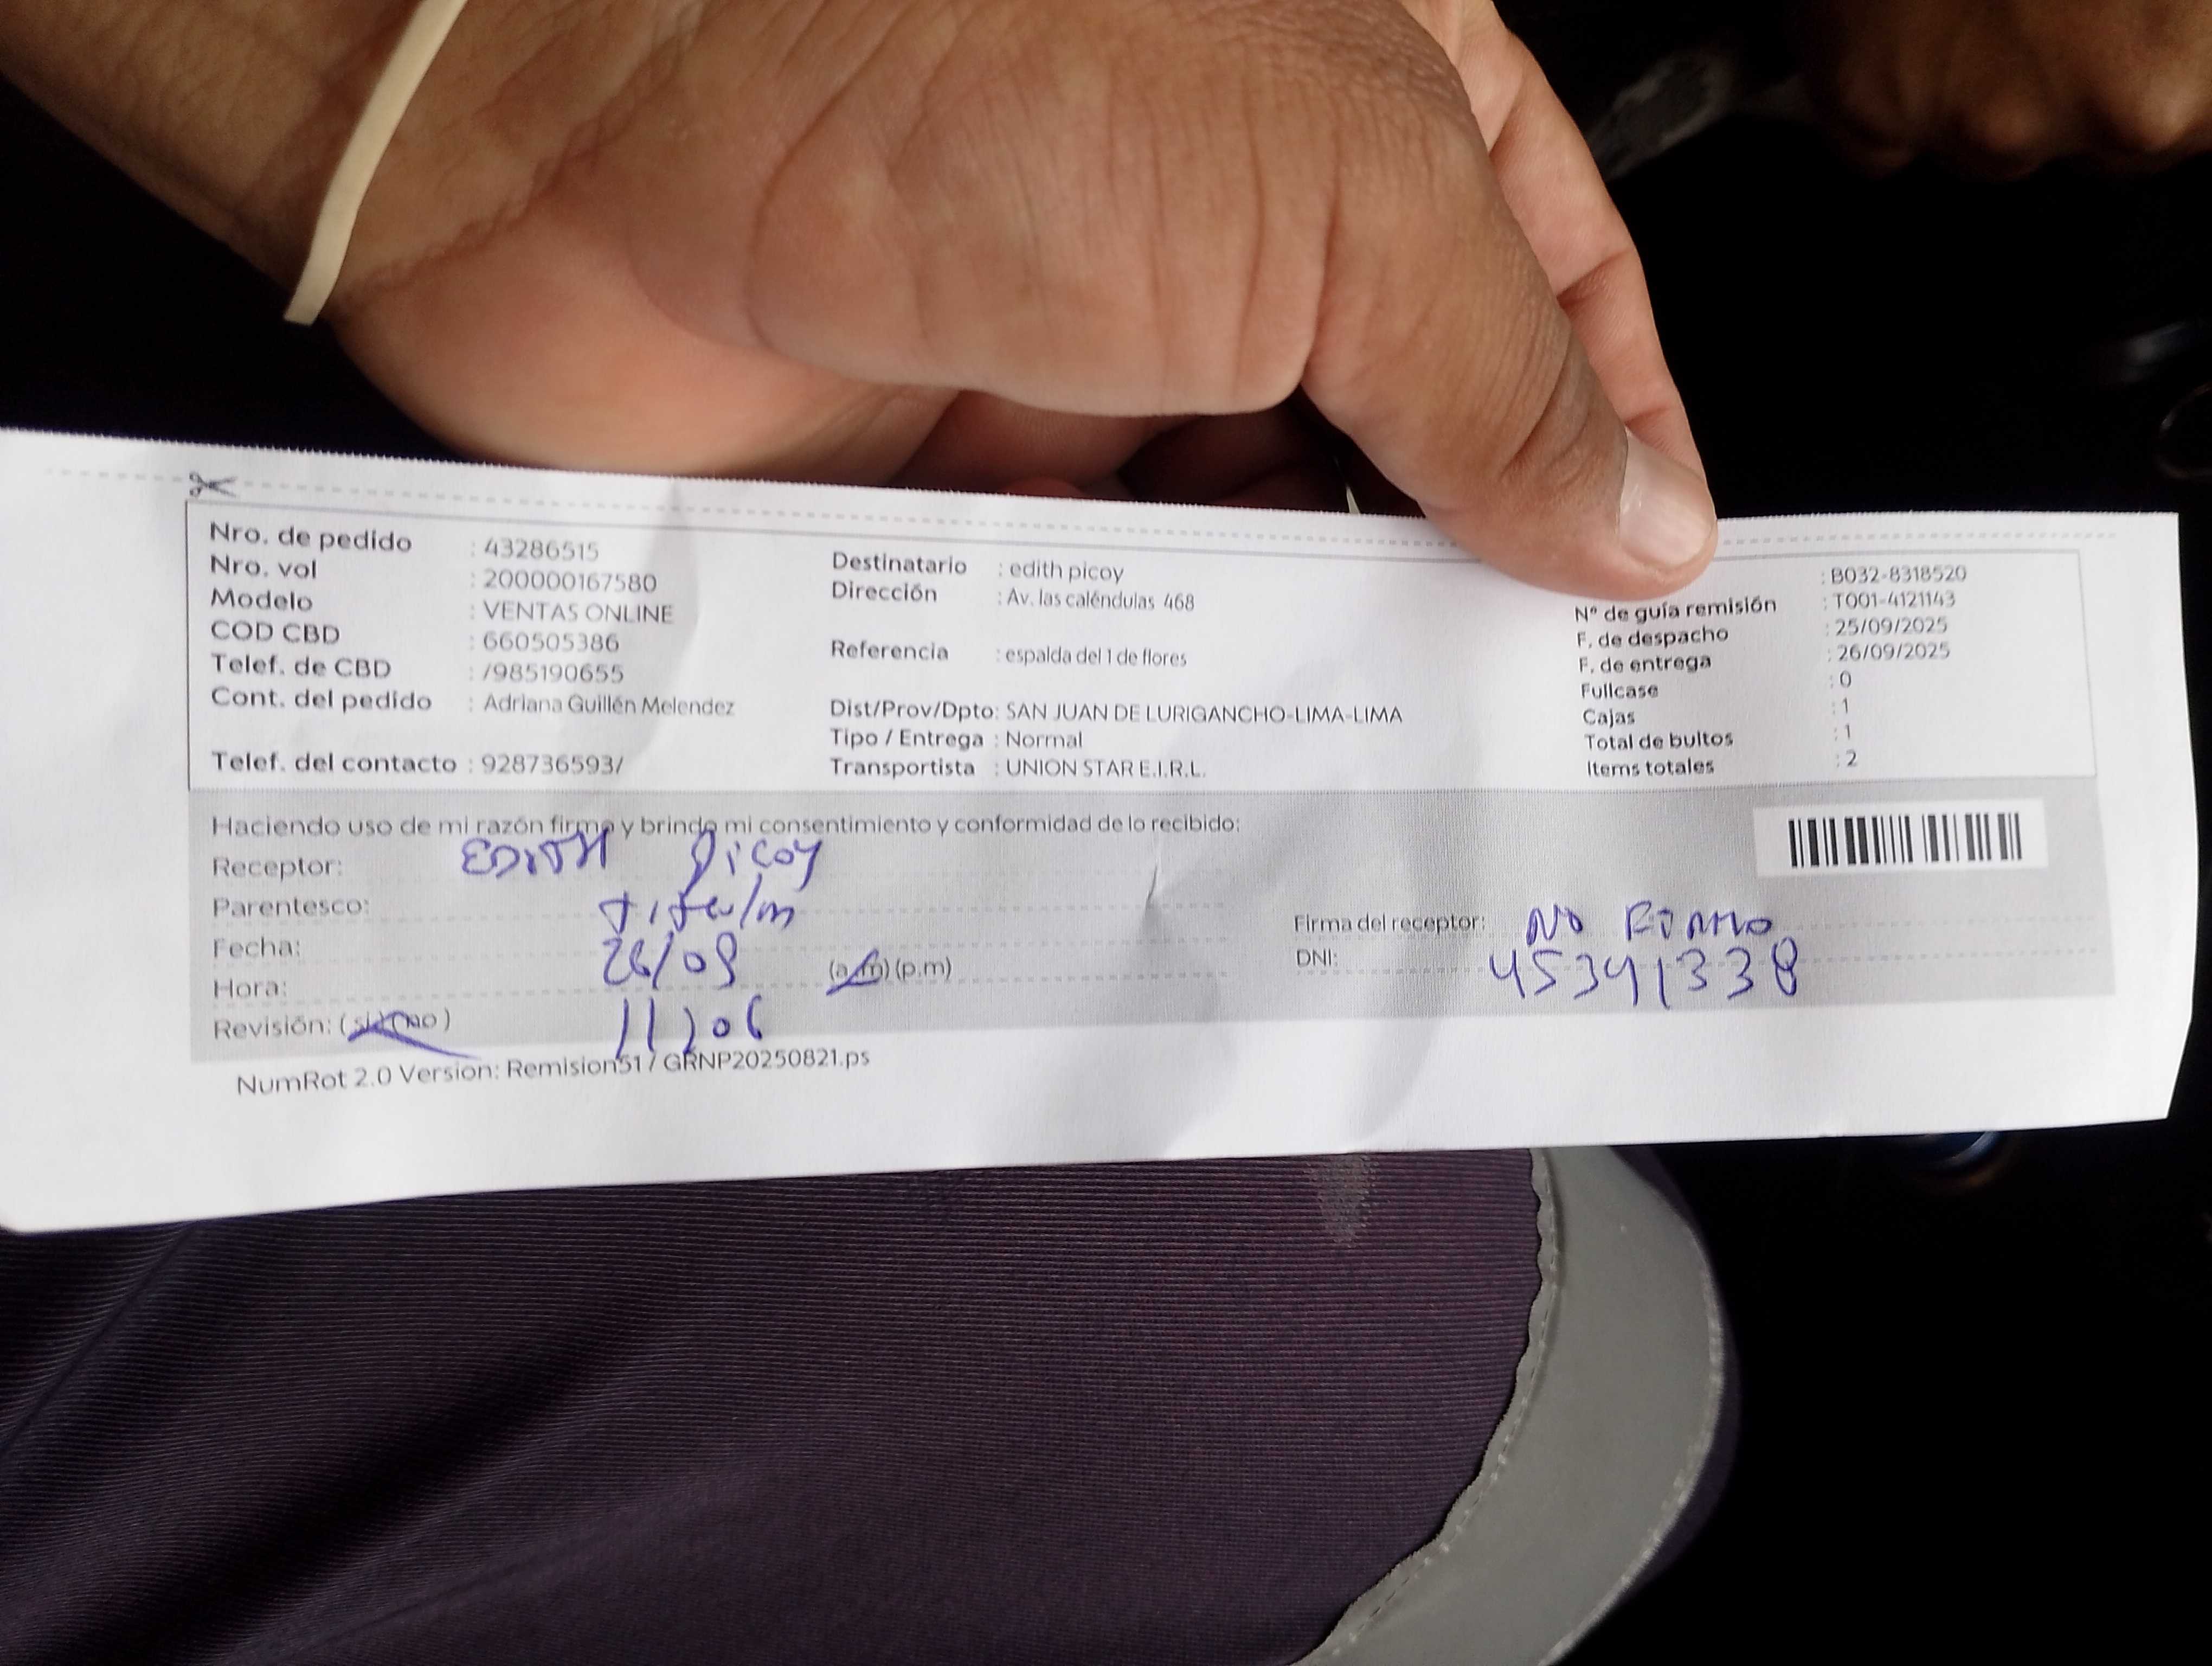 Nro. de pedido : 43286515
Nro. vol : 200000167580
Modelo : VENTAS ONLINE
COD CBD : 660505386
Telef. de CBD : /985190655
Cont. del pedido : Adriana Guillén Melendez
Telef. del contacto : 928736593/
Destinatario : edith picoy
Dirección : Av. las caléndulas 468
Referencia : espalda del 1 de flores
Dist/Prov/Dpto: SAN JUAN DE LURIGANCHO-LIMA-LIMA
Tipo / Entrega : Normal
Transportista : UNION STAR E.I.R.L.
: B032-8318520
N° de guía remisión : T001-4121143
F. de despacho : 25/09/2025
F. de entrega : 26/09/2025
Fullcase : 0
Cajas : 1
Total de bultos : 1
Items totales : 2
Haciendo uso de mi razón firmo y brindo mi consentimiento y conformidad de lo recibido:
Receptor: EDITH Picoy
Parentesco: titular
Fecha: 26/09
Hora: 11:06 (a.m) (p.m)
Revisión: (si) (no)
Firma del receptor: NO FIRMO
DNI: 45341338
NumRot 2.0 Version: Remision51 / GRNP20250821.ps